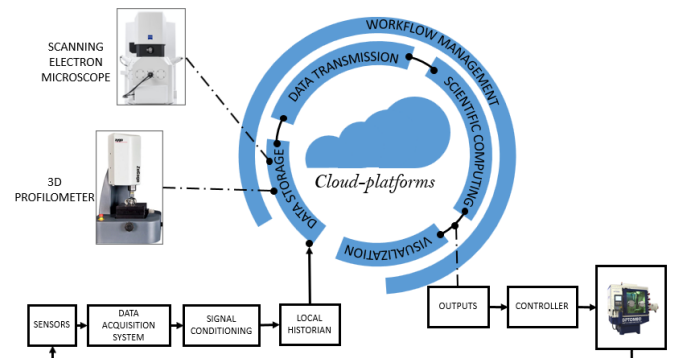 SCANNING
ELECTRON
MICROSCOPE
3D
PROFILOMETER
WORKFLOW MANAGEMENT
DATA TRANSMISSION
SCIENTIFIC COMPUTING
DATA STORAGE
VISUALIZATION
Cloud-platforms
SENSORS
DATA
ACQUISITION
SYSTEM
SIGNAL
CONDITIONING
LOCAL
HISTORIAN
OUTPUTS
CONTROLLER